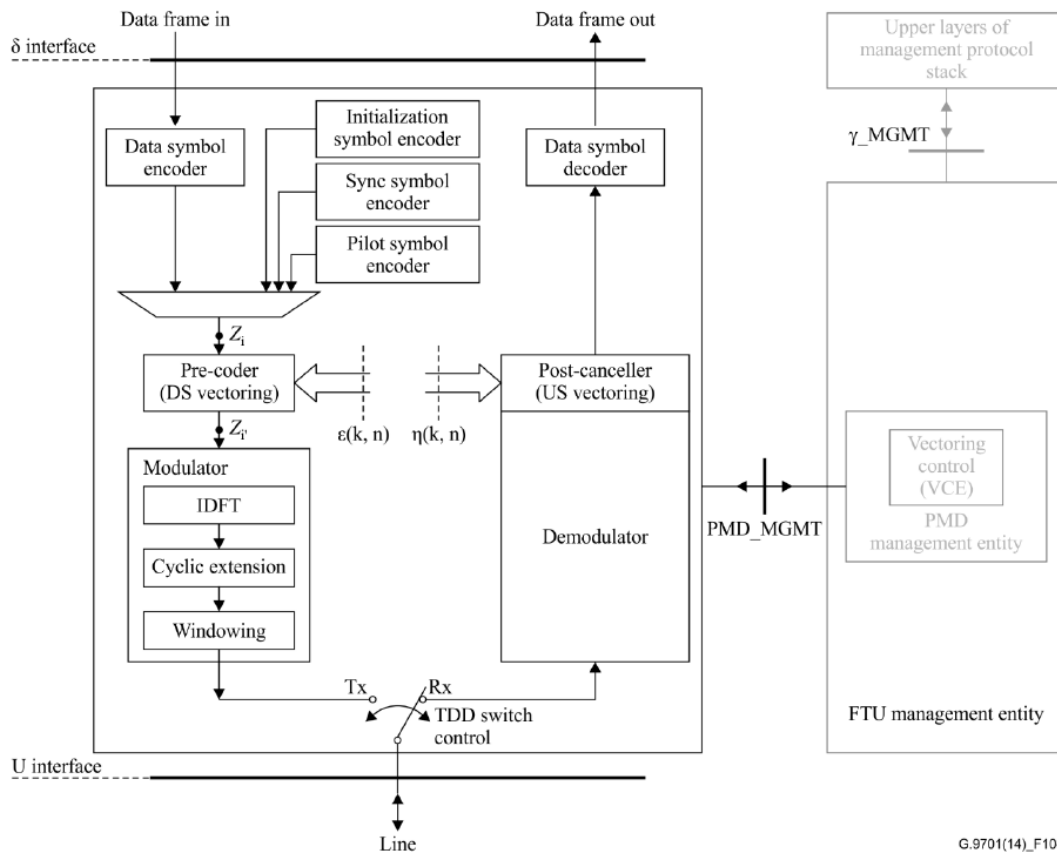 Data frame in
Data frame out
δ interface
Upper layers of
management protocol
stack
γ_MGMT
Data symbol
encoder
Initialization
symbol encoder
Sync symbol
encoder
Pilot symbol
encoder
Data symbol
decoder
Zi
Pre-coder
(DS vectoring)
Post-canceller
(US vectoring)
ε(k, n)
η(k, n)
Zi'
Modulator
IDFT
Cyclic extension
Windowing
Demodulator
PMD_MGMT
Vectoring
control
(VCE)
PMD
management entity
Tx
Rx
TDD switch
control
FTU management entity
U interface
Line
G.9701(14)_F10